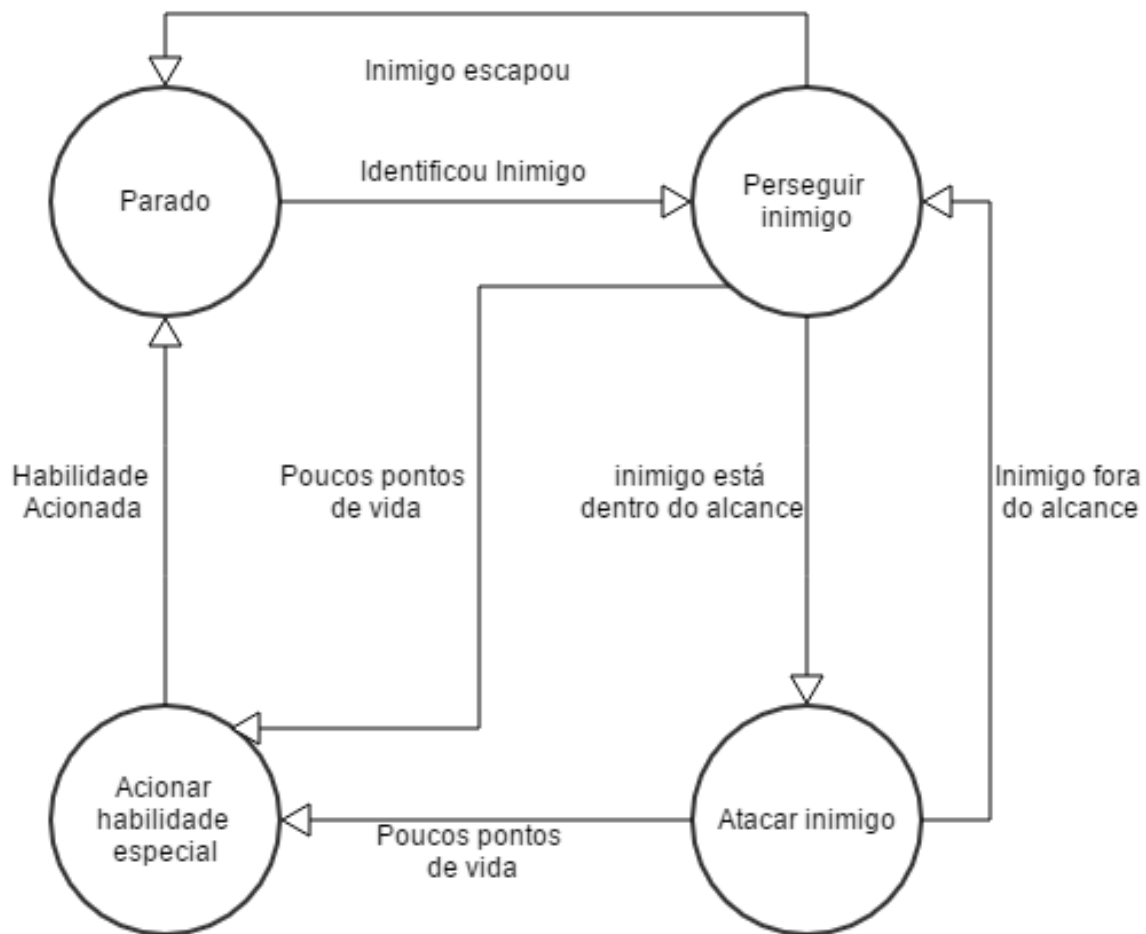 Inimigo escapou
Identificou Inimigo
Parado
Perseguir
inimigo
Habilidade
Acionada
Poucos pontos
de vida
inimigo está
dentro do alcance
Inimigo fora
do alcance
Acionar
habilidade
especial
Poucos pontos
de vida
Atacar inimigo